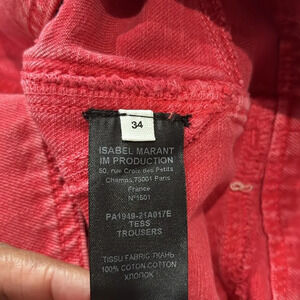 34
ISABEL MARANT
IM PRODUCTION
50, rue Croix des Petits
Champs,75001 Paris
France
N°1501
PA1949-21A017E
TESS
TROUSERS
TISSU FABRIC ТКАНЬ
100% COTON COTTON
ХЛОПОК